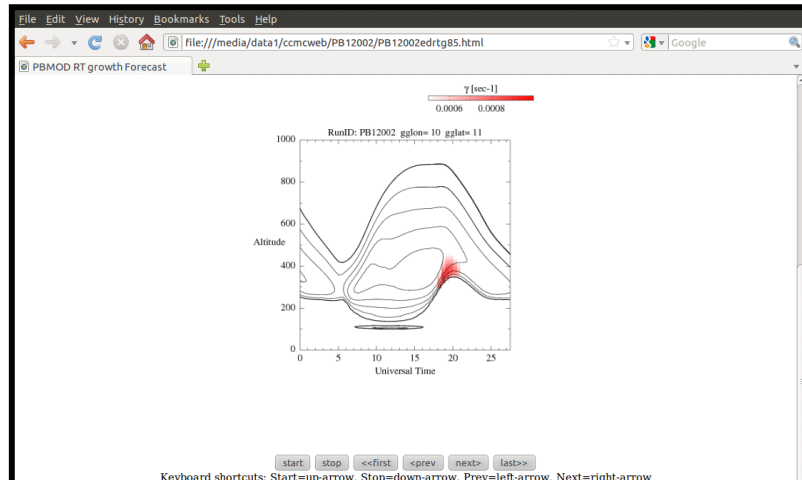 File Edit View History Bookmarks Tools Help
file:///media/data1/ccmcweb/PB12002/PB12002edrtg85.html
Google
PBMOD RT growth Forecast
γ [sec-1]
0.0006 0.0008
RunID: PB12002 gglon= 10 gglat= 11
1000
800
600
Altitude
400
200
0
0 5 10 15 20 25
Universal Time
start stop <<first <prev next> last>>
Keyboard shortcuts: Start=up-arrow, Stop=down-arrow, Prev=left-arrow, Next=right-arrow